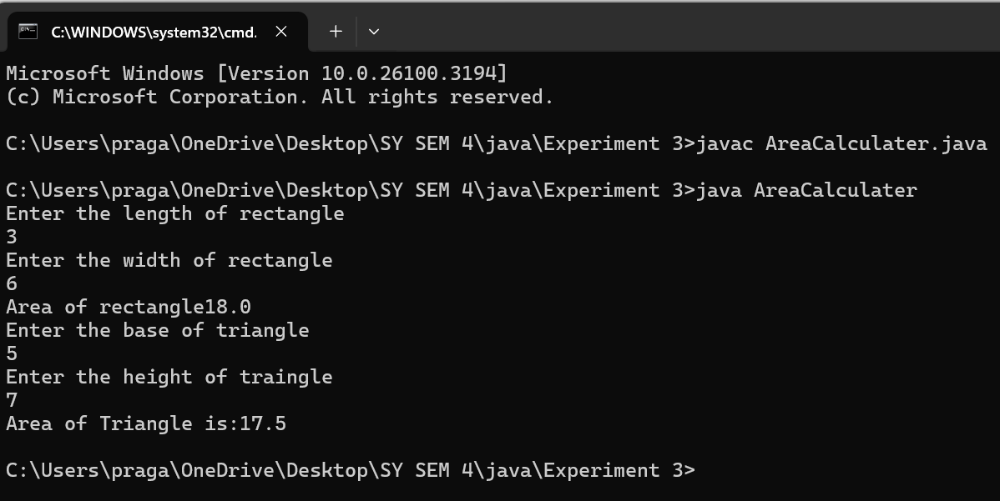 C:\WINDOWS\system32\cmd.
Microsoft Windows [Version 10.0.26100.3194]
(c) Microsoft Corporation. All rights reserved.
C:\Users\praga\OneDrive\Desktop\SY SEM 4\java\Experiment 3>javac AreaCalculater.java
C:\Users\praga\OneDrive\Desktop\SY SEM 4\java\Experiment 3>java AreaCalculater
Enter the length of rectangle
3
Enter the width of rectangle
6
Area of rectangle18.0
Enter the base of triangle
5
Enter the height of traingle
7
Area of Triangle is:17.5
C:\Users\praga\OneDrive\Desktop\SY SEM 4\java\Experiment 3>